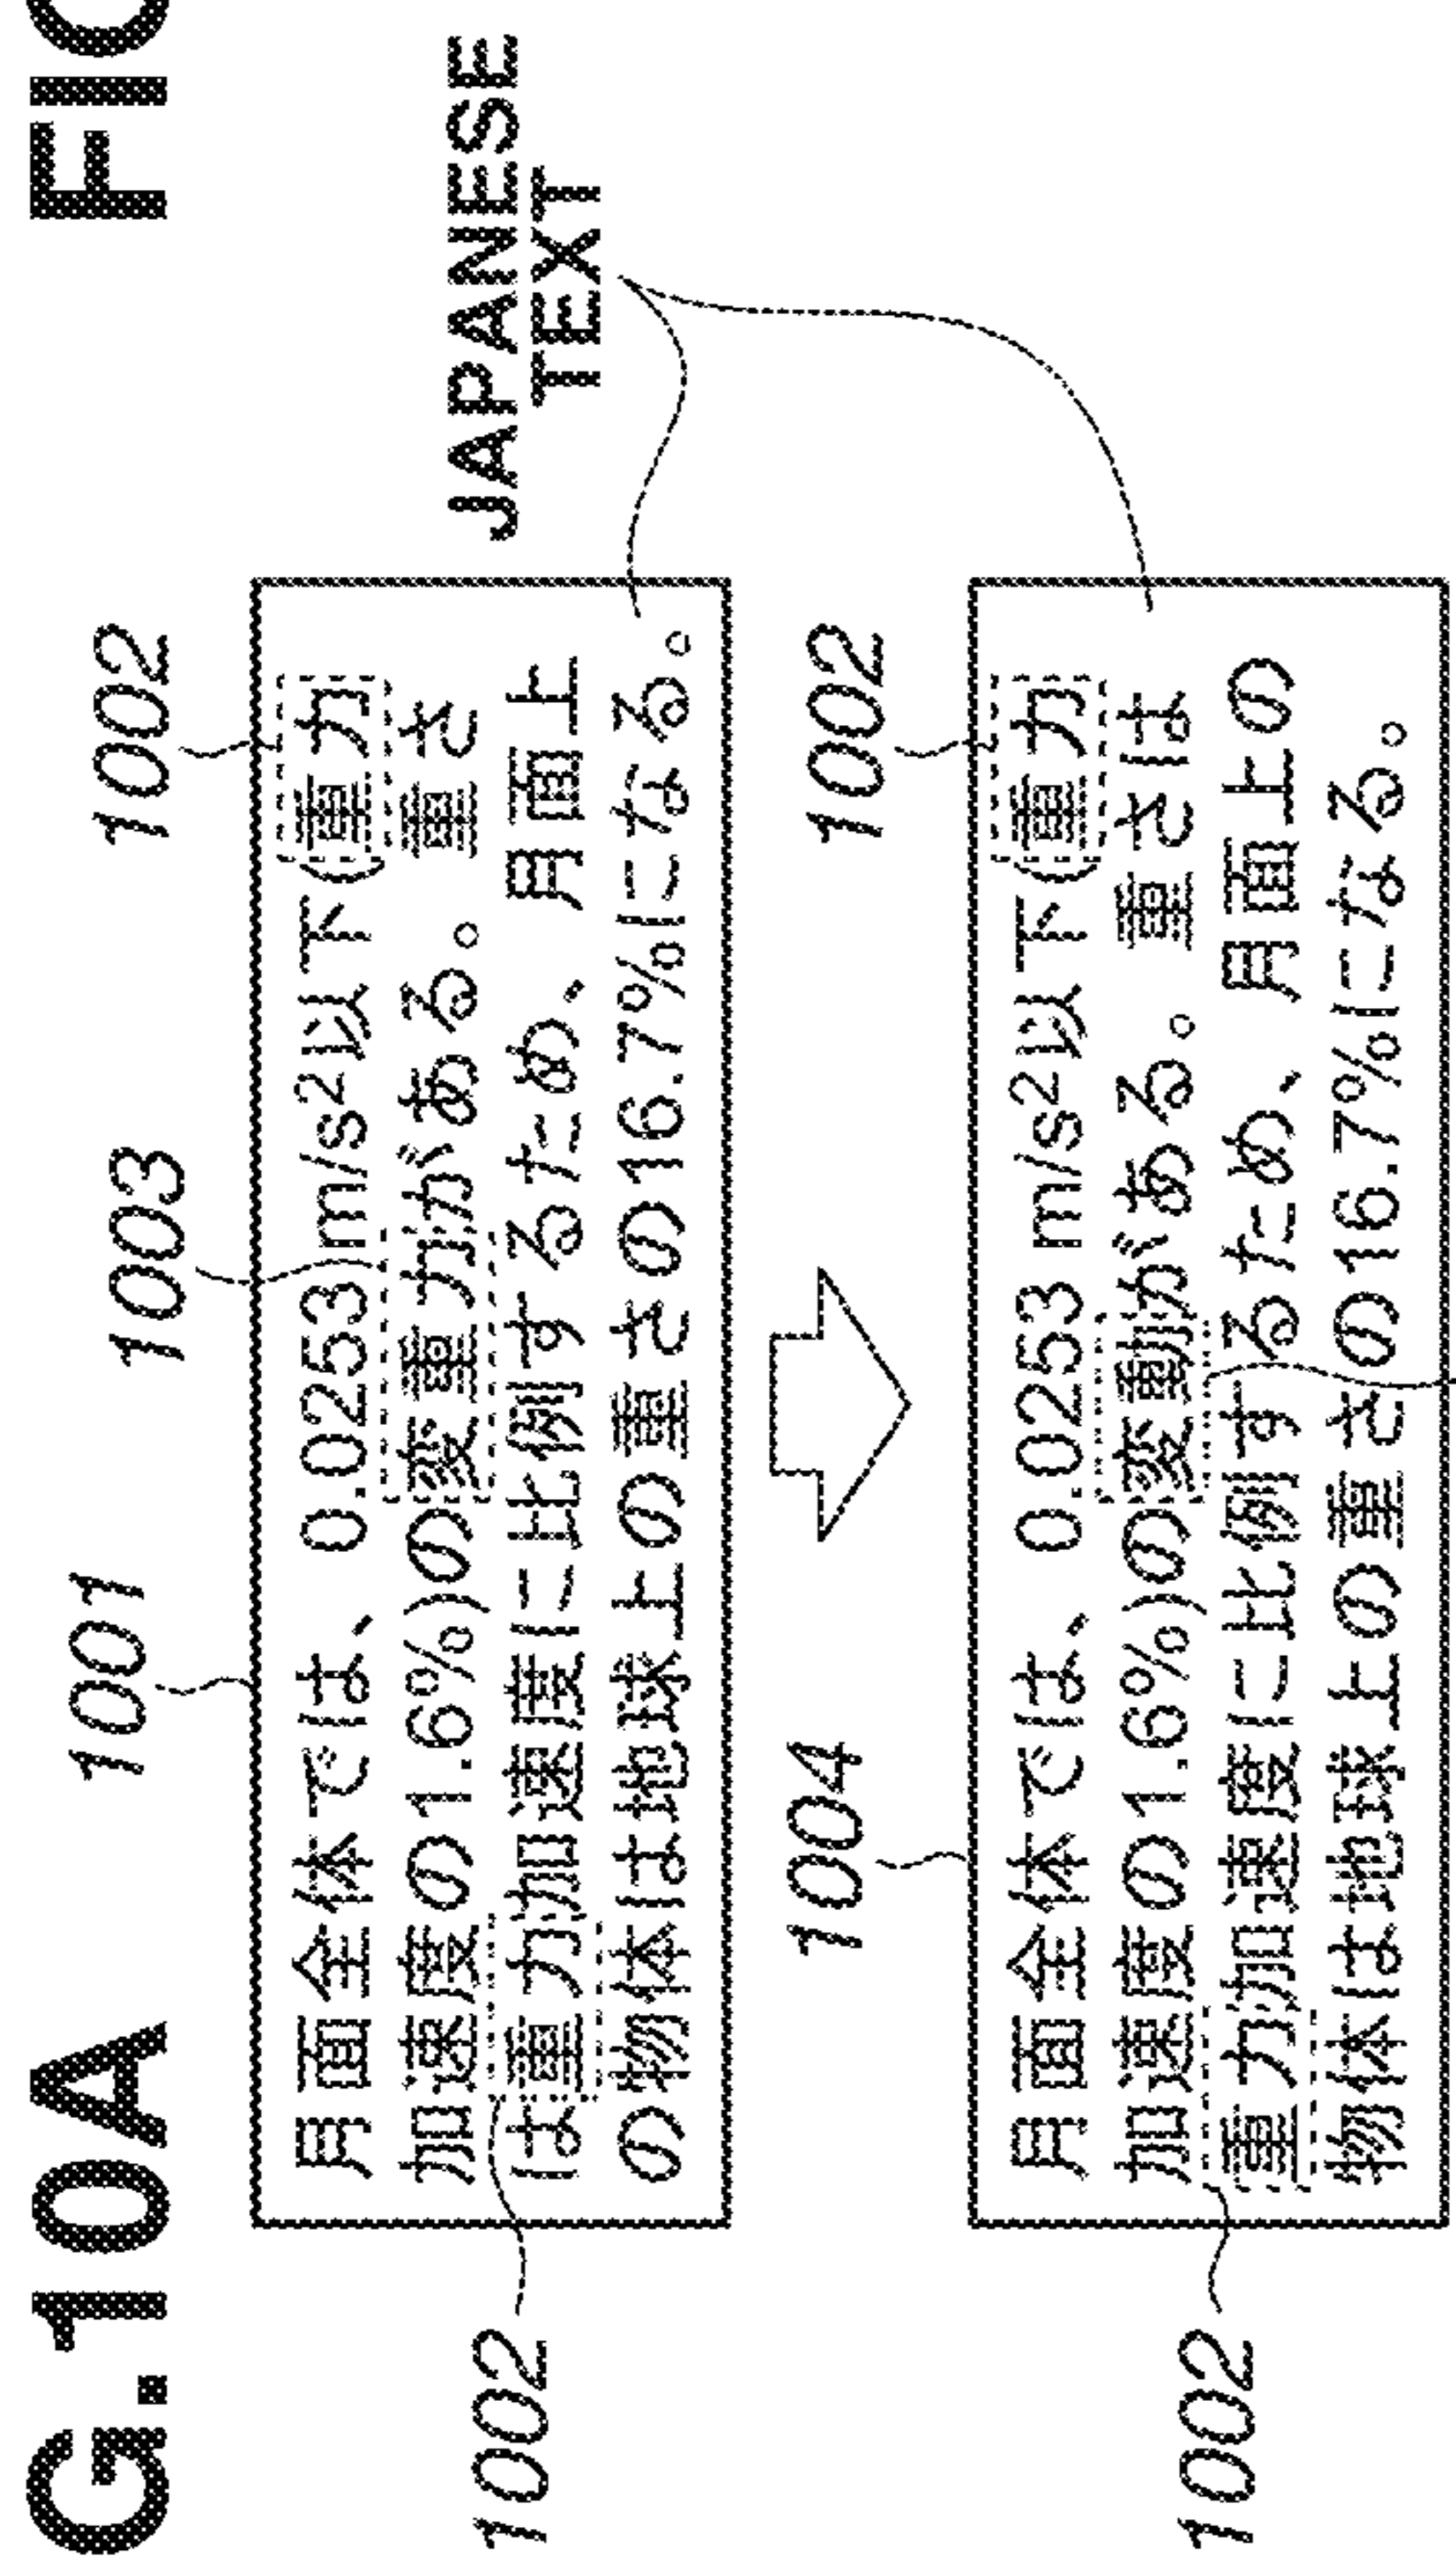 G.10A
FIG
1001
1003
1002
月面全体では、0.0253 m/s²以下(重力
加速度の1.6%)の変重力がある。重さ
は重力加速度に比例するため、月面上
の物体は地球上の重さの16.7%になる。
1002
JAPANESE
TEXT
1004
1002
月面全体では、0.0253 m/s²以下(重力
加速度の1.6%)の変動がある。重さは
重力加速度に比例するため、月面上の
物体は地球上の重さの16.7%になる。
1002